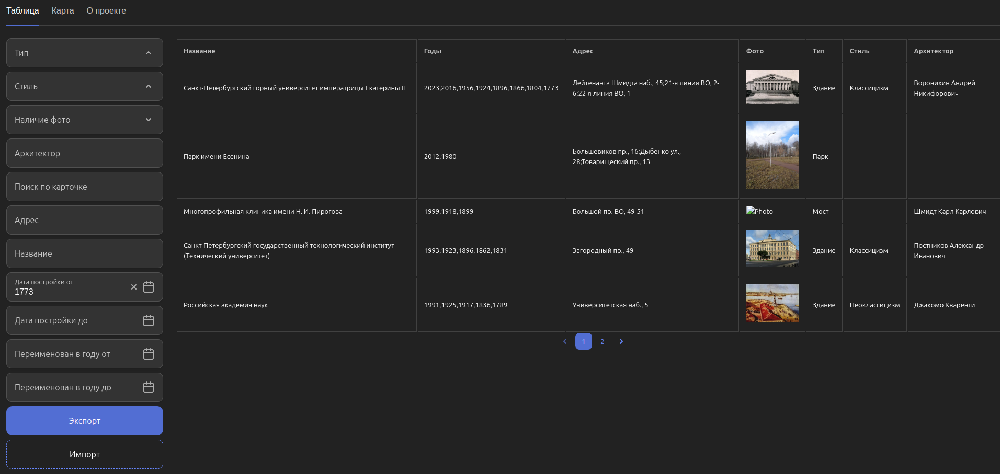 Таблица
Карта
О проекте
Тип
Стиль
Наличие фото
Архитектор
Поиск по карточке
Адрес
Название
Дата постройки от
1773
Дата постройки до
Переименован в году от
Переименован в году до
Экспорт
Импорт
Название
Годы
Адрес
Фото
Тип
Стиль
Архитектор
Санкт-Петербургский горный университет императрицы Екатерины II
2023,2016,1956,1924,1896,1866,1804,1773
Лейтенанта Шмидта наб., 45;21-я линия ВО, 2-
6;22-я линия ВО, 1
Здание
Классицизм
Воронихин Андрей
Никифорович
Парк имени Есенина
2012,1980
Большевиков пр., 16;Дыбенко ул.,
28;Товарищеский пр., 13
Парк
Многопрофильная клиника имени Н. И. Пирогова
1999,1918,1899
Большой пр. ВО, 49-51
Photo
Мост
Шмидт Карл Карлович
Санкт-Петербургский государственный технологический институт
(Технический университет)
1993,1923,1896,1862,1831
Загородный пр., 49
Здание
Классицизм
Постников Александр
Иванович
Российская академия наук
1991,1925,1917,1836,1789
Университетская наб., 5
Здание
Неоклассицизм
Джакомо Кваренги
1
2